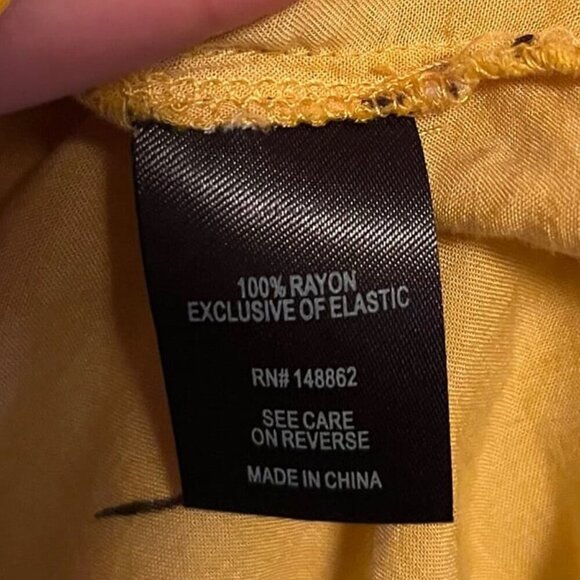 100% RAYON
EXCLUSIVE OF ELASTIC
RN# 148862
SEE CARE
ON REVERSE
MADE IN CHINA